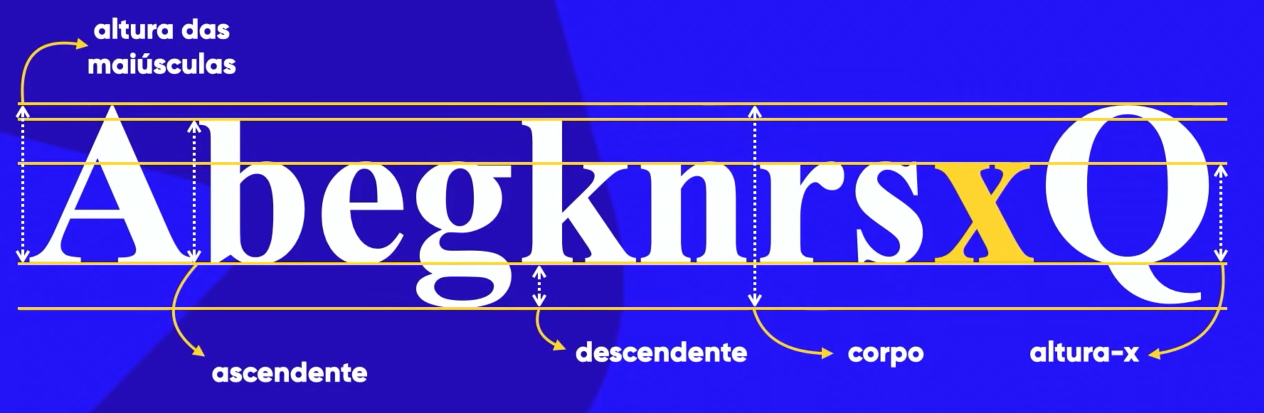 altura das
maiúsculas
AbegknrsxQ
descendente
corpo
altura-x
ascendente